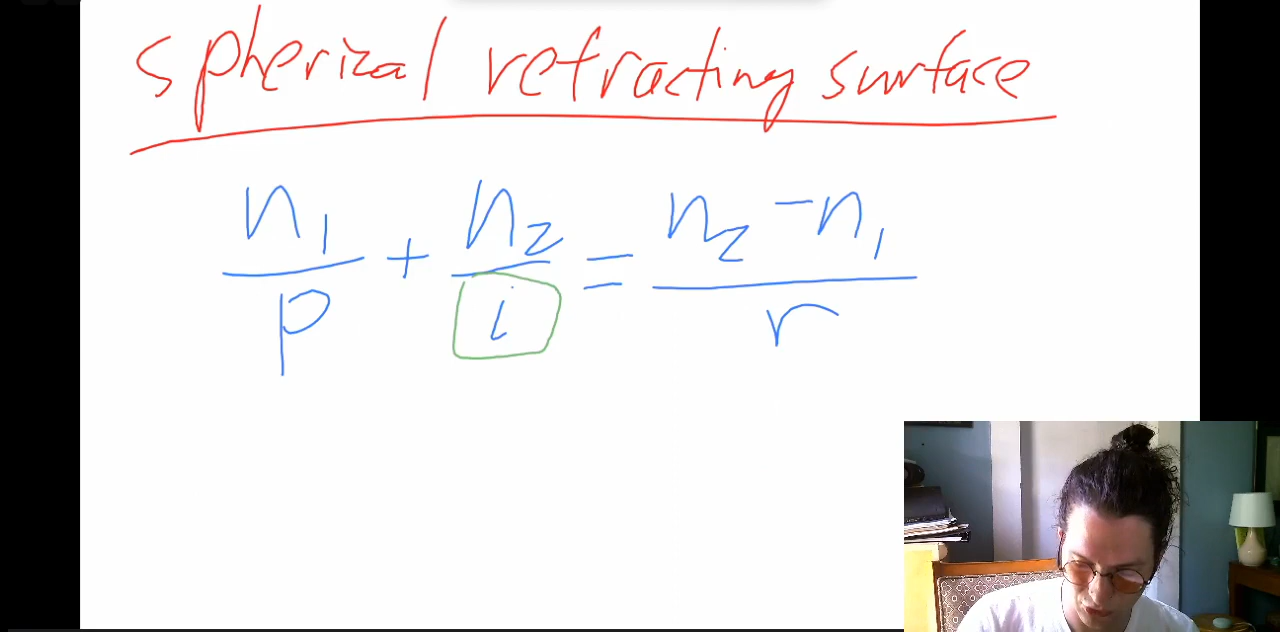 spherical refracting surface
n₁/p + n₂/i = n₂ - n₁/r